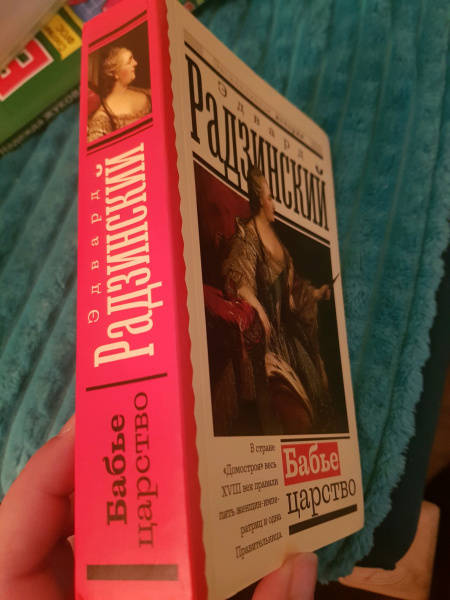 Эдвард
Радзинский
Бабье
царство
Эдвард
Радзинский
В стране
«Домостроя» весь
XVIII век правили
пять женщин-импе-
ратриц и одна
Правительница
Бабье
царство